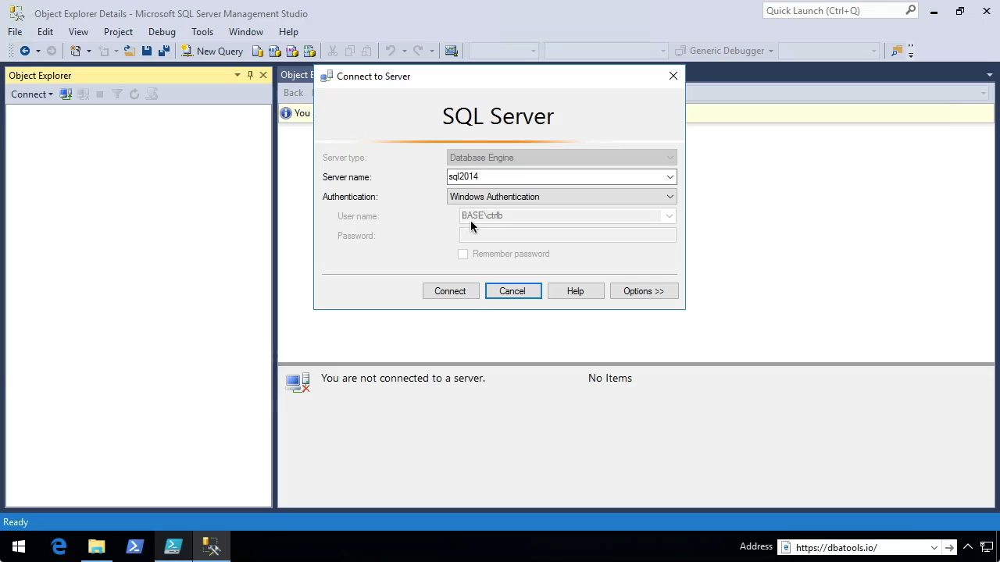 Object Explorer Details - Microsoft SQL Server Management Studio
Quick Launch (Ctrl+Q)
File Edit View Project Debug Tools Window Help
New Query
Generic Debugger
Object Explorer
Object E
Connect to Server
Connect
Back
You
SQL Server
Server type: Database Engine
Server name: sql2014
Authentication: Windows Authentication
User name: BASE\ctrlb
Password:
Remember password
Connect Cancel Help Options >>
You are not connected to a server.
No Items
Ready
Address https://dbatools.io/